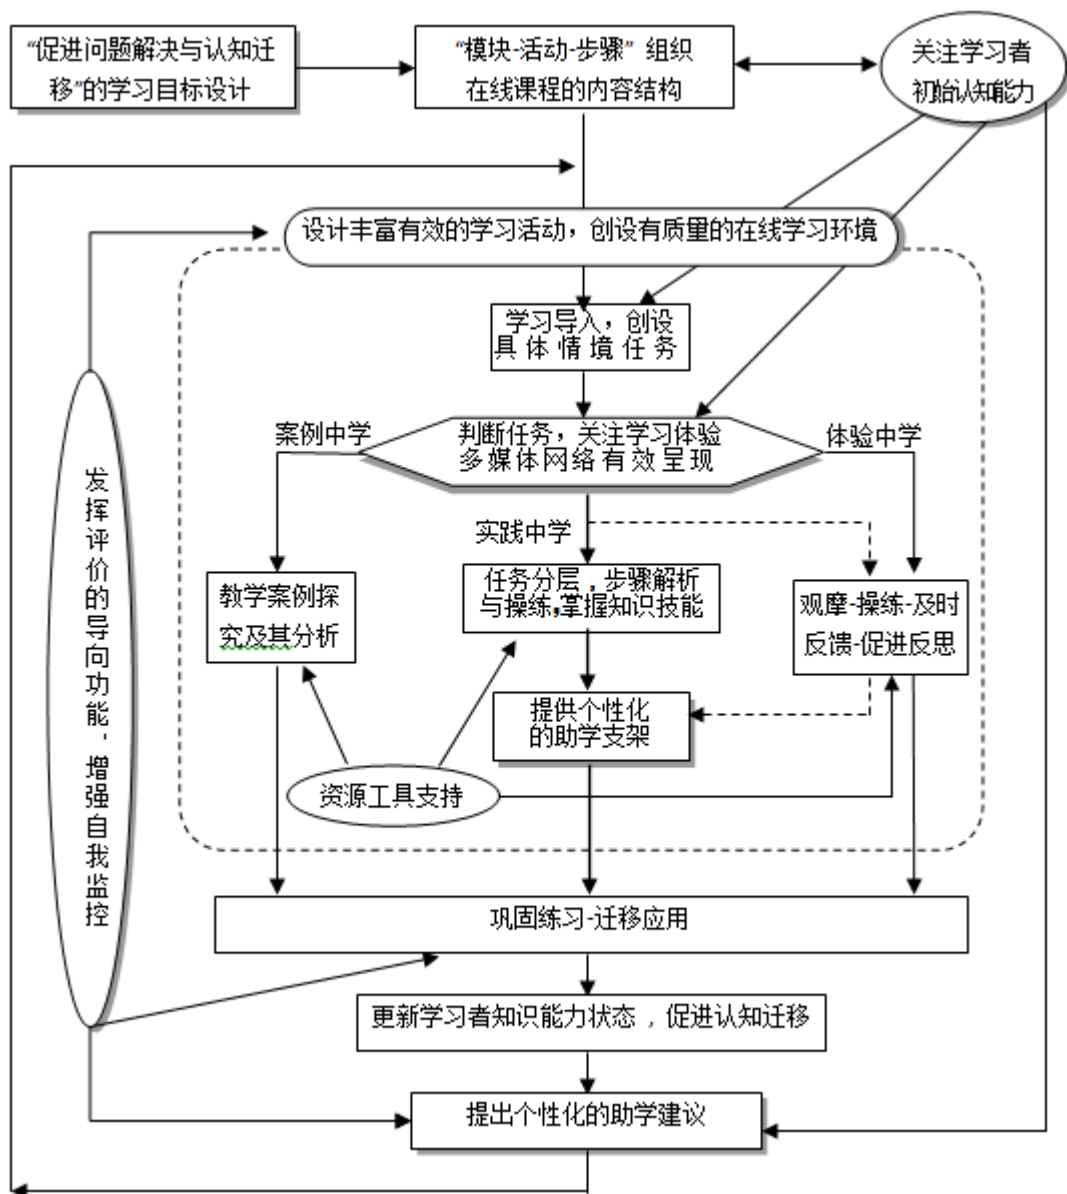 “促进问题解决与认知迁
移”的学习目标设计
“模块-活动-步骤”组织
在线课程的内容结构
关注学习者
初始认知能力
设计丰富有效的学习活动，创设有质量的在线学习环境
学习导入，创设
具体情境任务
案例中学
判断任务，关注学习体验
多媒体网络有效呈现
体验中学
实践中学
教学案例探
究及其分析
任务分层，步骤解析
与操练,掌握知识技能
观摩-操练-及时
反馈-促进反思
提供个性化
的助学支架
资源工具支持
发挥评价的导向功能，增强自我监控
巩固练习-迁移应用
更新学习者知识能力状态，促进认知迁移
提出个性化的助学建议